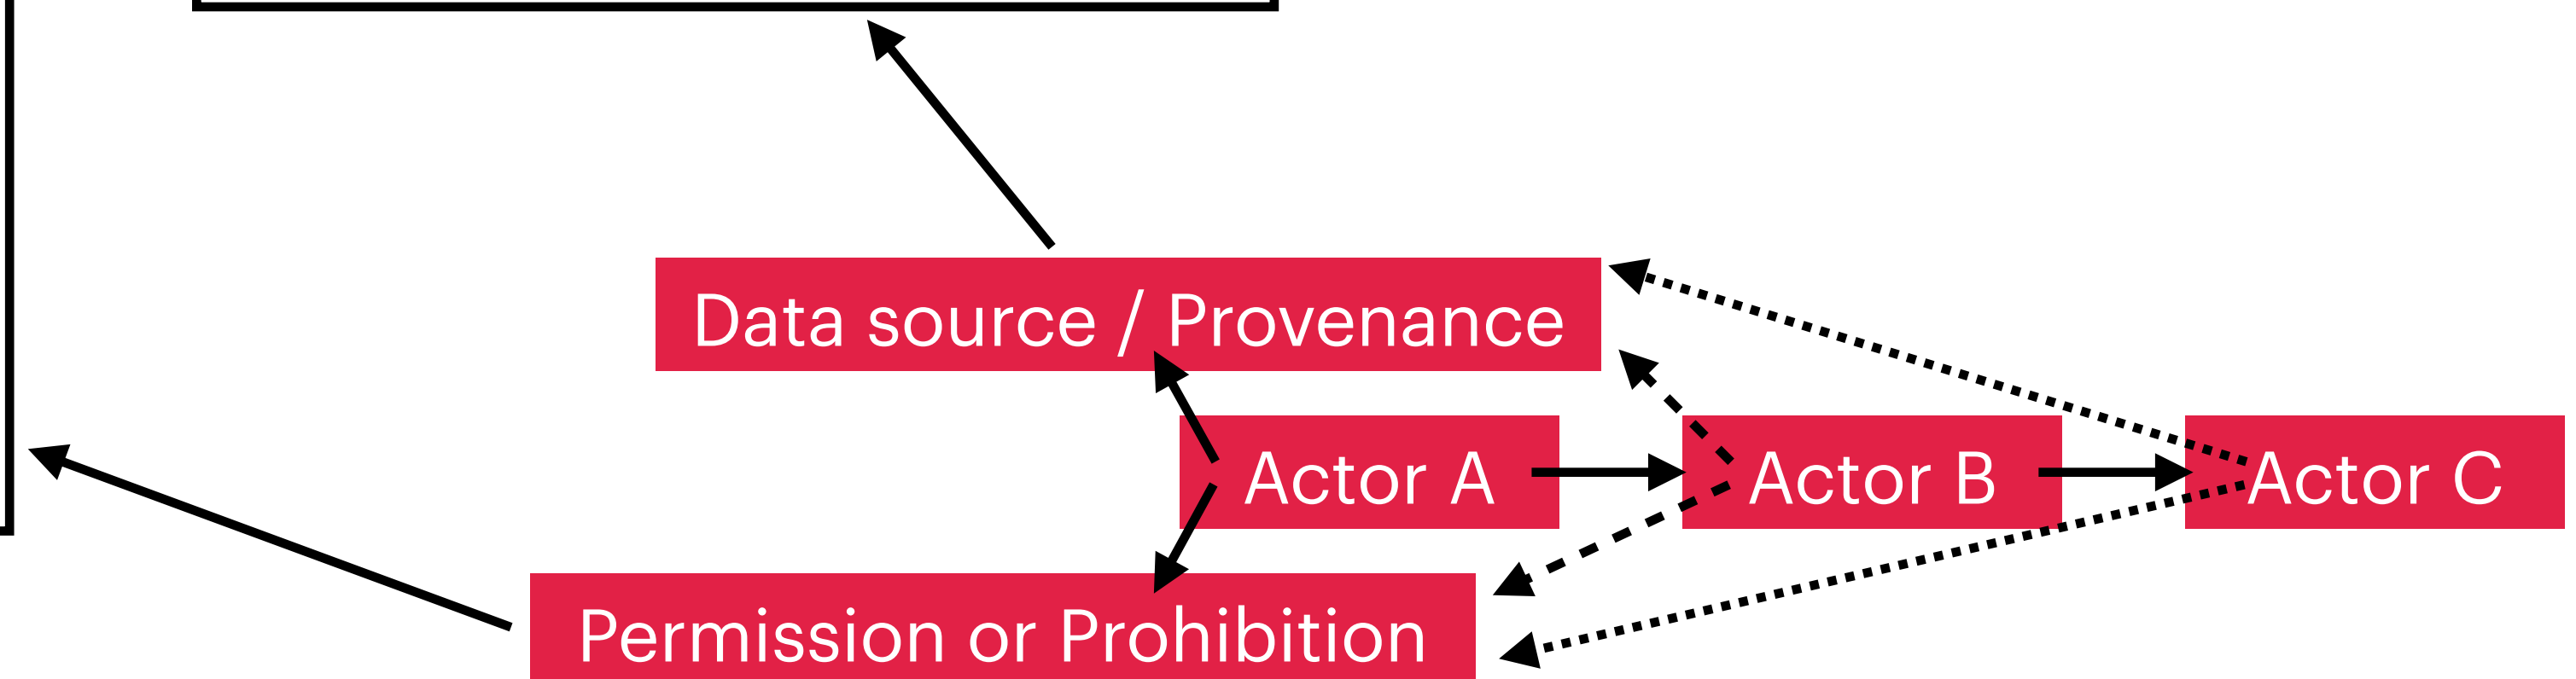 Data source / Provenance
Actor A
Actor B
Actor C
Permission or Prohibition